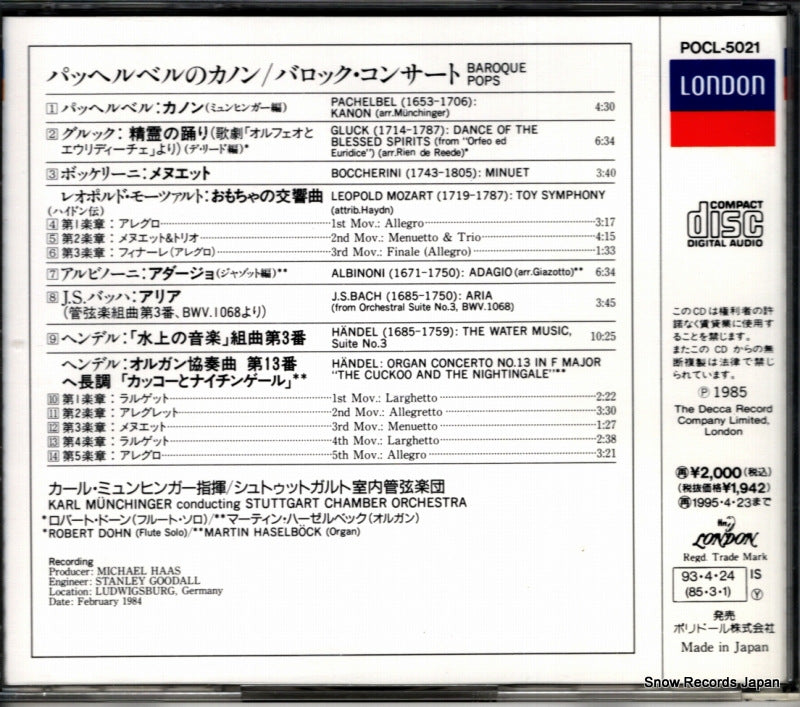 パッヘルベルのカノン/バロック・コンサート BAROQUE POPS
1 パッヘルベル:カノン(ミュンヒンガー編) PACHELBEL (1653-1706): KANON (arr.Münchinger) 4:30
2 グルック: 精霊の踊り(歌劇「オルフェオと エウリディーチェ」より)(デ・リード編)* GLUCK (1714-1787): DANCE OF THE BLESSED SPIRITS (from "Orfeo ed Euridice") (arr.Rien de Reede)* 6:34
3 ボッケリーニ:メヌエット BOCCHERINI (1743-1805): MINUET 3:40
レオポルド・モーツァルト:おもちゃの交響曲 (ハイドン伝) LEOPOLD MOZART (1719-1787): TOY SYMPHONY (attrib.Haydn)
4 第1楽章:アレグロ 1st Mov.: Allegro 3:17
5 第2楽章:メヌエット&トリオ 2nd Mov.: Menuetto & Trio 4:15
6 第3楽章:フィナーレ(アレグロ) 3rd Mov.: Finale (Allegro) 1:33
7 アルビノーニ:アダージョ(ジャゾット編)** ALBINONI (1671-1750): ADAGIO (arr.Giazotto)** 6:34
8 J.S.バッハ:アリア (管弦楽組曲第3番、BWV.1068より) J.S.BACH (1685-1750): ARIA (from Orchestral Suite No.3, BWV.1068) 3:45
9 ヘンデル:「水上の音楽」組曲第3番 HÄNDEL (1685-1759): THE WATER MUSIC, Suite No.3 10:25
ヘンデル:オルガン協奏曲 第13番 ヘ長調 「カッコーとナイチンゲール」** HÄNDEL: ORGAN CONCERTO NO.13 IN F MAJOR "THE CUCKOO AND THE NIGHTINGALE"**
10 第1楽章:ラルゲット 1st Mov.: Larghetto 2:22
11 第2楽章:アレグレット 2nd Mov.: Allegretto 3:30
12 第3楽章:メヌエット 3rd Mov.: Menuetto 1:27
13 第4楽章:ラルゲット 4th Mov.: Larghetto 2:38
14 第5楽章:アレグロ 5th Mov.: Allegro 3:21
カール・ミュンヒンガー指揮/シュトゥットガルト室内管弦楽団
KARL MÜNCHINGER conducting STUTTGART CHAMBER ORCHESTRA
*ロバート・ドーン(フルート・ソロ)/**マーティン・ハーゼルベック(オルガン)
*ROBERT DOHN (Flute Solo)/**MARTIN HASELBÖCK (Organ)
Recording
Producer: MICHAEL HAAS
Engineer: STANLEY GOODALL
Location: LUDWIGSBURG, Germany
Date: February 1984
POCL-5021
LONDON
COMPACT
disc
DIGITAL AUDIO
このCDは権利者の許
諾なく賃貸業に使用す
ることを禁じます。
またこの CD からの無
断複製は法律で禁じ
られています。
Ⓟ 1985
The Decca Record
Company Limited,
London
再¥2,000(税込)
(税抜価格¥1,942)
再1995・4・23まで
LONDON
Regd. Trade Mark
93・4・24 IS
(85・3・1) Ⓨ
発売
ポリドール株式会社
Made in Japan
Snow Records Japan